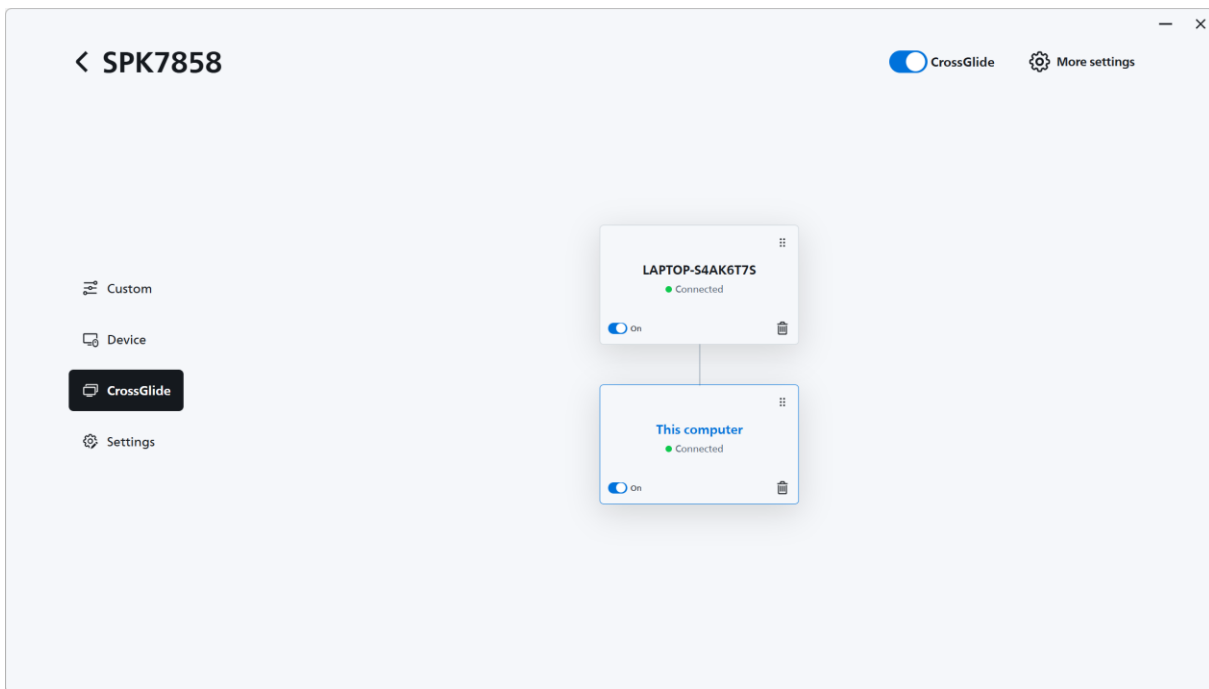 SPK7858
CrossGlide
More settings
LAPTOP-S4AK6T7S
Connected
On
Custom
Device
CrossGlide
Settings
This computer
Connected
On